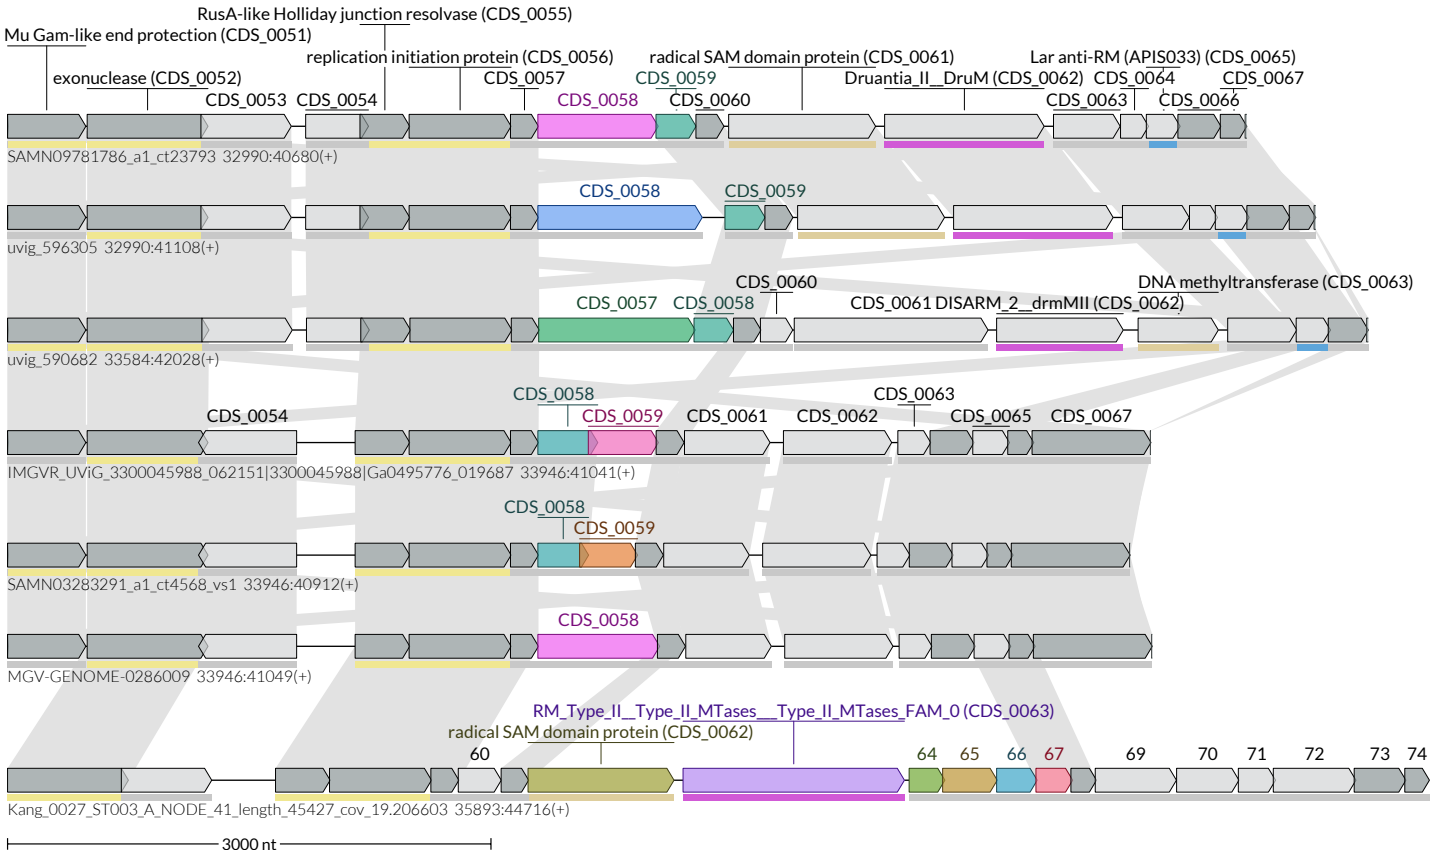 RusA-like Holliday junction resolvase (CDS_0055)
Mu Gam-like end protection (CDS_0051)
replication initiation protein (CDS_0056)
radical SAM domain protein (CDS_0061)
Lar anti-RM (APIS033) (CDS_0065)
exonuclease (CDS_0052)
CDS_0057
CDS_0059
Druantia_II__DruM (CDS_0062)
CDS_0064
CDS_0067
CDS_0053
CDS_0054
CDS_0058
CDS_0060
CDS_0063
CDS_0066
SAMN09781786_a1_ct23793 32990:40680(+)
CDS_0058
CDS_0059
uvig_596305 32990:41108(+)
CDS_0060
DNA methyltransferase (CDS_0063)
CDS_0057
CDS_0058
CDS_0061
DISARM_2__drmMII (CDS_0062)
uvig_590682 33584:42028(+)
CDS_0058
CDS_0063
CDS_0054
CDS_0059
CDS_0061
CDS_0062
CDS_0065
CDS_0067
IMGVR_UViG_3300045988_062151|3300045988|Ga0495776_019687 33946:41041(+)
CDS_0058
CDS_0059
SAMN03283291_a1_ct4568_vs1 33946:40912(+)
CDS_0058
MGV-GENOME-0286009 33946:41049(+)
RM_Type_II__Type_II_MTases___Type_II_MTases_FAM_0 (CDS_0063)
radical SAM domain protein (CDS_0062)
60
64
65
66
67
69
70
71
72
73
74
Kang_0027_ST003_A_NODE_41_length_45427_cov_19.206603 35893:44716(+)
3000 nt